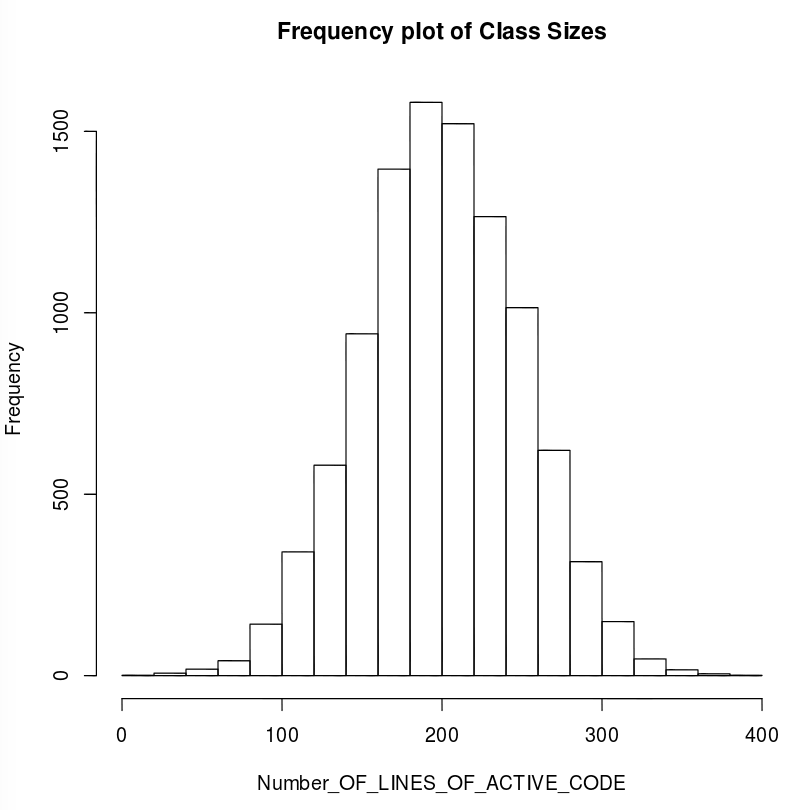 Frequency plot of Class Sizes
Frequency
1500
1000
500
0
0 100 200 300 400
Number_OF_LINES_OF_ACTIVE_CODE